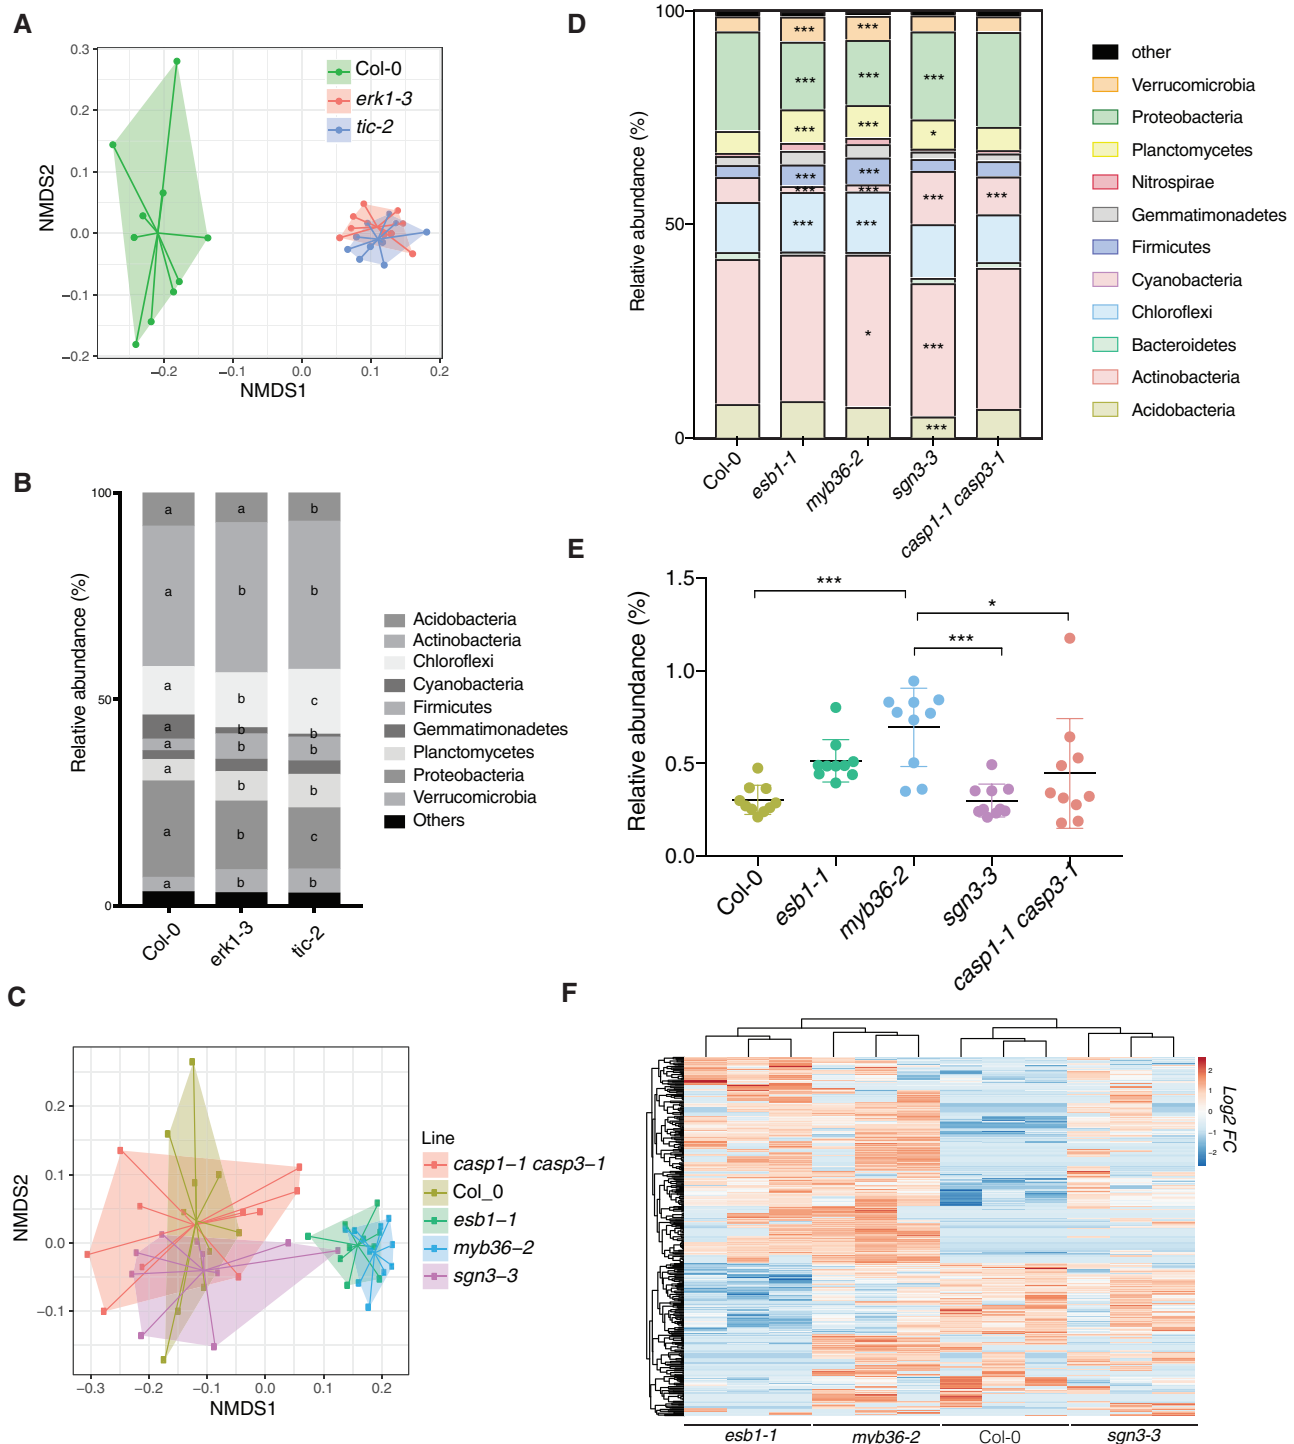 A
0.3
0.2
0.1
0.0
−0.1
−0.2
NMDS2
Col-0
erk1-3
tic-2
−0.2
−0.1
0.0
0.1
0.2
NMDS1
B
100
50
0
Relative abundance (%)
a
a
b
a
b
b
a
b
c
a
b
b
a
b
b
a
b
b
a
b
c
a
b
b
Col-0
erk1-3
tic-2
Acidobacteria
Actinobacteria
Chloroflexi
Cyanobacteria
Firmicutes
Gemmatimonadetes
Planctomycetes
Proteobacteria
Verrucomicrobia
Others
C
0.2
0.1
0.0
−0.1
NMDS2
−0.3
−0.2
−0.1
0.0
0.1
0.2
NMDS1
Line
casp1−1 casp3−1
Col_0
esb1−1
myb36−2
sgn3−3
D
100
50
0
Relative abundance (%)
*** ***
*** *** ***
*** *** *
*** ***
*** *** *** ***
*** ***
* ***
***
Col-0
esb1-1
myb36-2
sgn3-3
casp1-1 casp3-1
other
Verrucomicrobia
Proteobacteria
Planctomycetes
Nitrospirae
Gemmatimonadetes
Firmicutes
Cyanobacteria
Chloroflexi
Bacteroidetes
Actinobacteria
Acidobacteria
E
1.5
1.0
0.5
0.0
Relative abundance (%)
***
*
***
Col-0
esb1-1
myb36-2
sgn3-3
casp1-1 casp3-1
F
2
1
0
−1
−2
Log2 FC
esb1-1
myb36-2
Col-0
sgn3-3